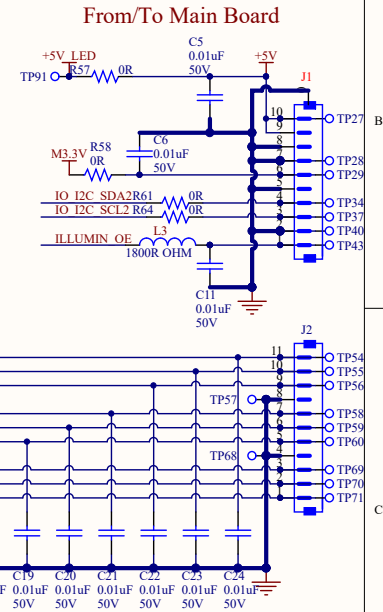 From/To Main Board
+5V_LED
C5
+5V
0.01uF
TP91
R57
0R
50V
J1
10
TP27
B
9
8
C6
R58
0.01uF
M3.3V
0R
50V
7
TP28
TP29
5
IO_I2C_SDA2
R61
0R
TP34
IO_I2C_SCL2
R64
0R
TP37
ILLUMIN_OE
L3
TP40
1800R OHM
TP43
C11
0.01uF
50V
J2
11
TP54
10
TP55
9
TP56
TP57
TP58
TP59
TP60
TP68
TP69
TP70
TP71
C
C19
C20
C21
C22
C23
C24
F
0.01uF
0.01uF
0.01uF
0.01uF
0.01uF
0.01uF
50V
50V
50V
50V
50V
50V